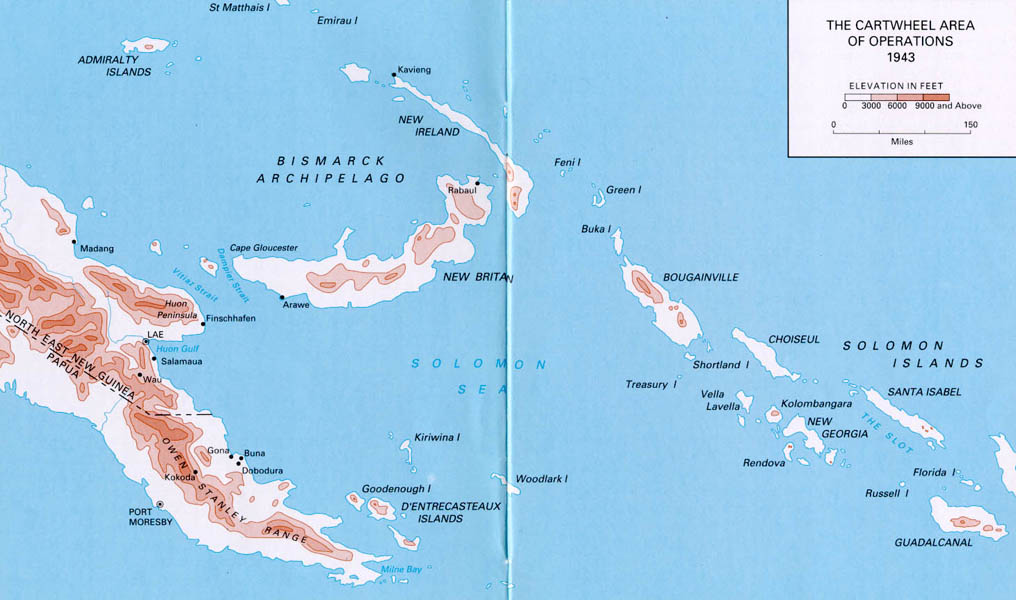 THE CARTWHEEL AREA
OF OPERATIONS
1943
ELEVATION IN FEET
0 3000 6000 9000 and Above
0 150
Miles
St Matthais I
Emirau I
ADMIRALTY
ISLANDS
Kavieng
NEW
IRELAND
BISMARCK
ARCHIPELAGO
Rabaul
Feni I
Green I
Buka I
Madang
Cape Gloucester
Vitiaz Strait
Dampier Strait
NEW BRITAN
Arawe
BOUGAINVILLE
Huon
Peninsula
Finschhafen
LAE
Huon Gulf
Salamaua
Wau
NORTH EAST NEW GUINEA
PAPUA
SOLOMON
SEA
CHOISEUL
SOLOMON
ISLANDS
Shortland I
Treasury I
SANTA ISABEL
Vella
Lavella
Kolombangara
NEW
GEORGIA
THE SLOT
Rendova
Kiriwina I
Gona
Buna
Dobodura
Kokoda
OWEN STANLEY RANGE
Woodlark I
Florida I
Goodenough I
D'ENTRECASTEAUX
ISLANDS
Russell I
PORT
MORESBY
GUADALCANAL
Milne Bay